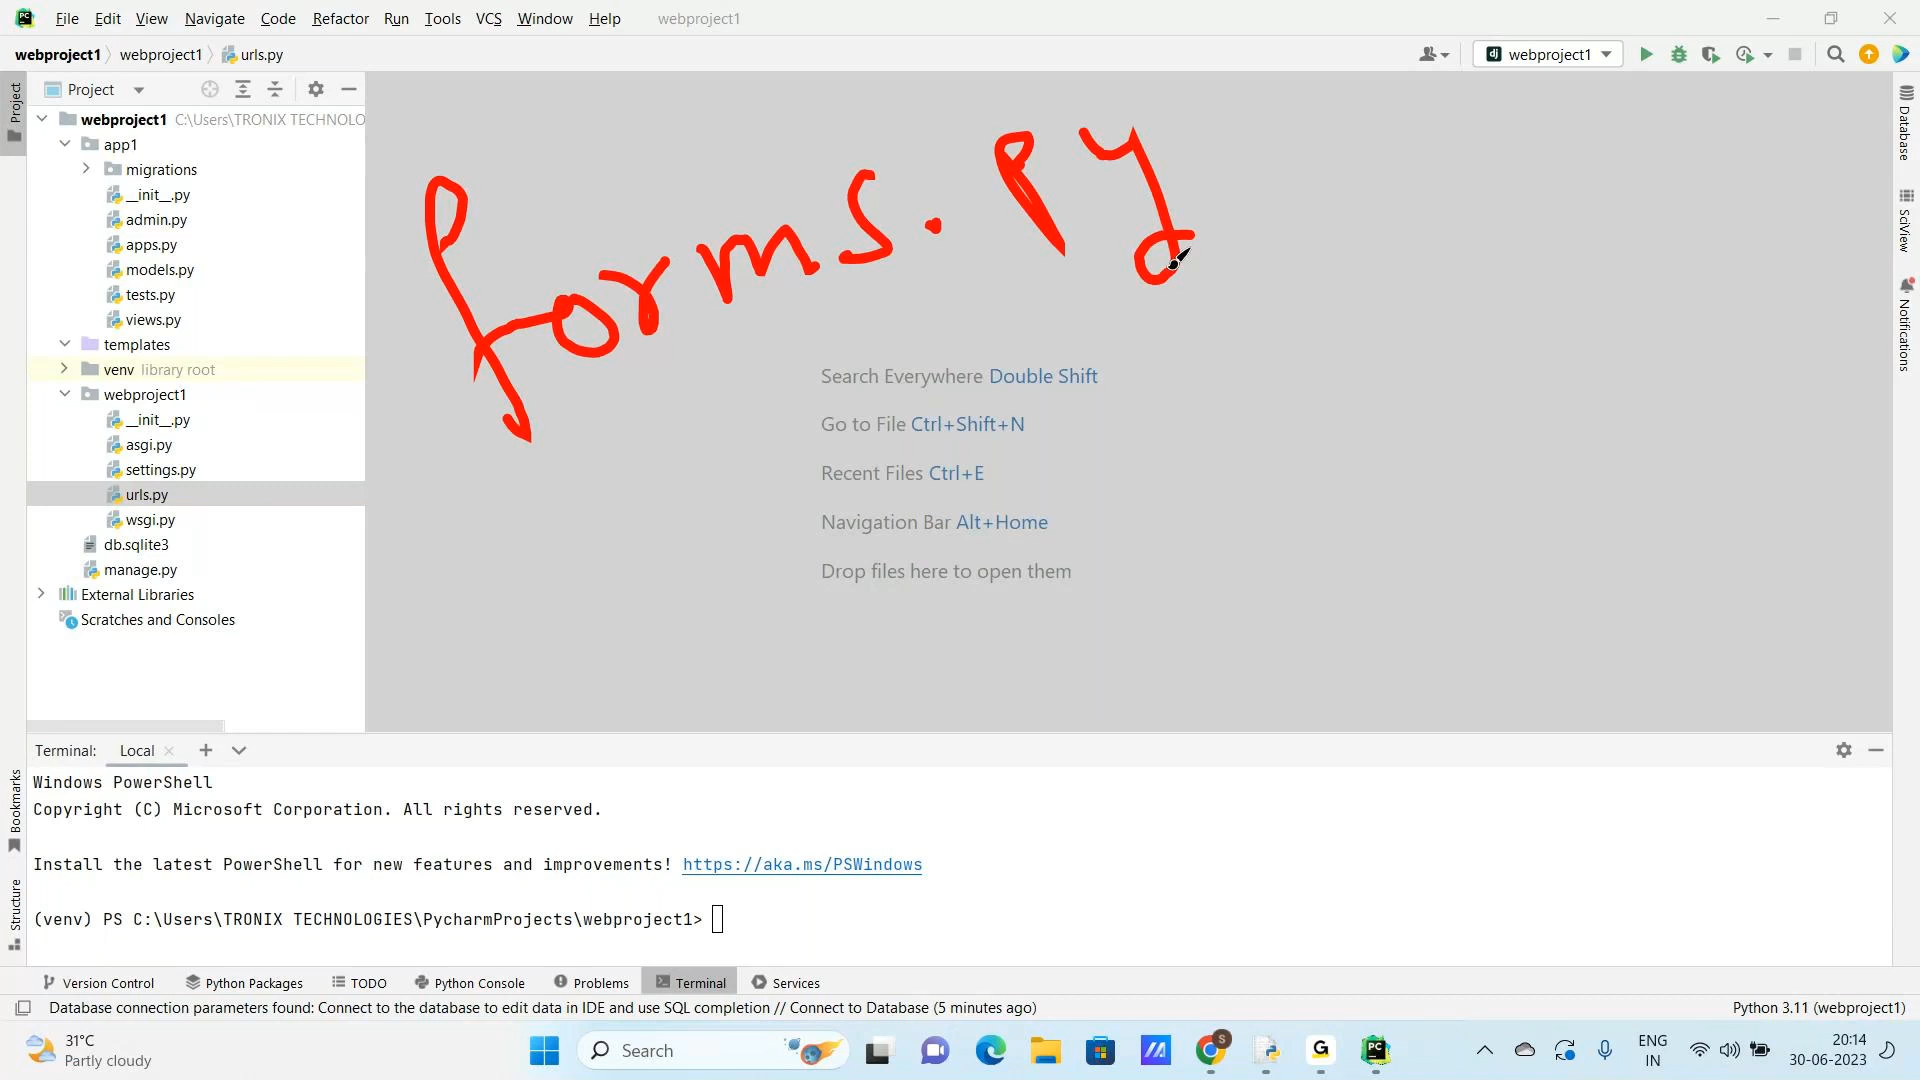 File Edit View Navigate Code Refactor Run Tools VCS Window Help webproject1
webproject1 webproject1 urls.py
webproject1
Project
webproject1 C:\Users\TRONIX TECHNOLO
app1
migrations
__init__.py
admin.py
apps.py
models.py
tests.py
views.py
templates
venv library root
webproject1
__init__.py
asgi.py
settings.py
urls.py
wsgi.py
db.sqlite3
manage.py
External Libraries
Scratches and Consoles
Project
Bookmarks
Structure
forms.py
Search Everywhere Double Shift
Go to File Ctrl+Shift+N
Recent Files Ctrl+E
Navigation Bar Alt+Home
Drop files here to open them
Database
SciView
Notifications
Terminal: Local
Windows PowerShell
Copyright (C) Microsoft Corporation. All rights reserved.
Install the latest PowerShell for new features and improvements! https://aka.ms/PSWindows
(venv) PS C:\Users\TRONIX TECHNOLOGIES\PycharmProjects\webproject1>
Version Control Python Packages TODO Python Console Problems Terminal Services
Database connection parameters found: Connect to the database to edit data in IDE and use SQL completion // Connect to Database (5 minutes ago) Python 3.11 (webproject1)
31°C
Partly cloudy
Search
ENG
IN
20:14
30-06-2023